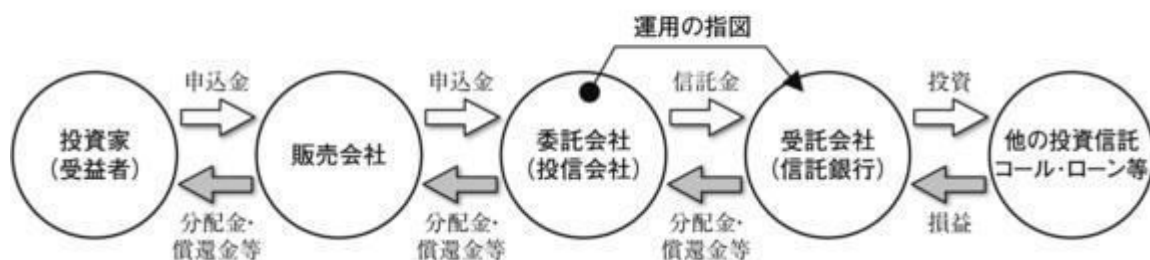 運用の指図
申込金
申込金
信託金
投資
投資家
(受益者)
販売会社
委託会社
(投信会社)
受託会社
(信託銀行)
他の投資信託
コール・ローン等
分配金・
償還金等
分配金・
償還金等
分配金・
償還金等
損益